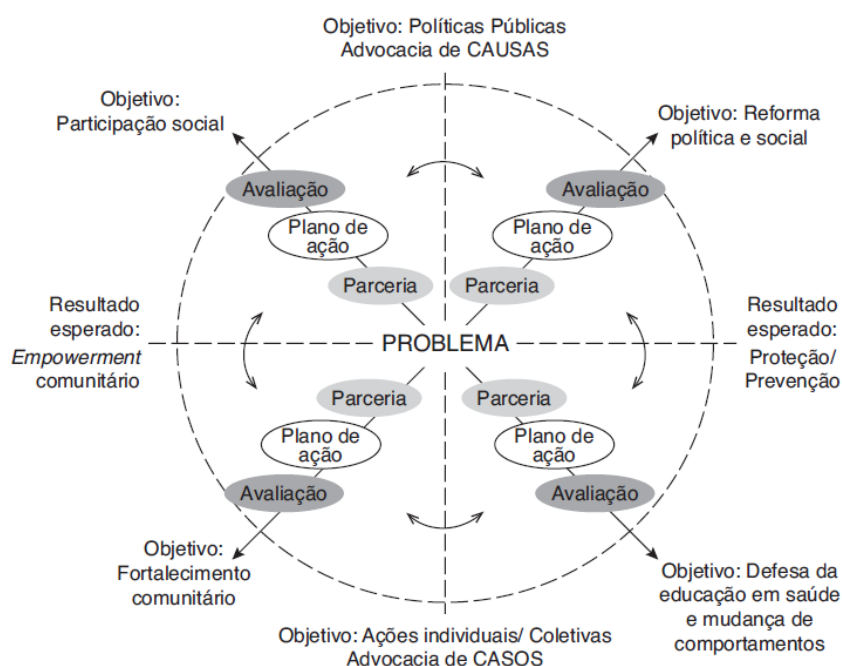 Objetivo: Políticas Públicas
Advocacia de CAUSAS
Objetivo:
Participação social
Objetivo: Reforma
política e social
Avaliação
Avaliação
Plano de
ação
Plano de
ação
Parceria
Parceria
Resultado
esperado:
Empowerment
comunitário
PROBLEMA
Resultado
esperado:
Proteção/
Prevenção
Parceria
Parceria
Plano de
ação
Plano de
ação
Avaliação
Avaliação
Objetivo:
Fortalecimento
comunitário
Objetivo: Defesa da
educação em saúde
e mudança de
comportamentos
Objetivo: Ações individuais/ Coletivas
Advocacia de CASOS